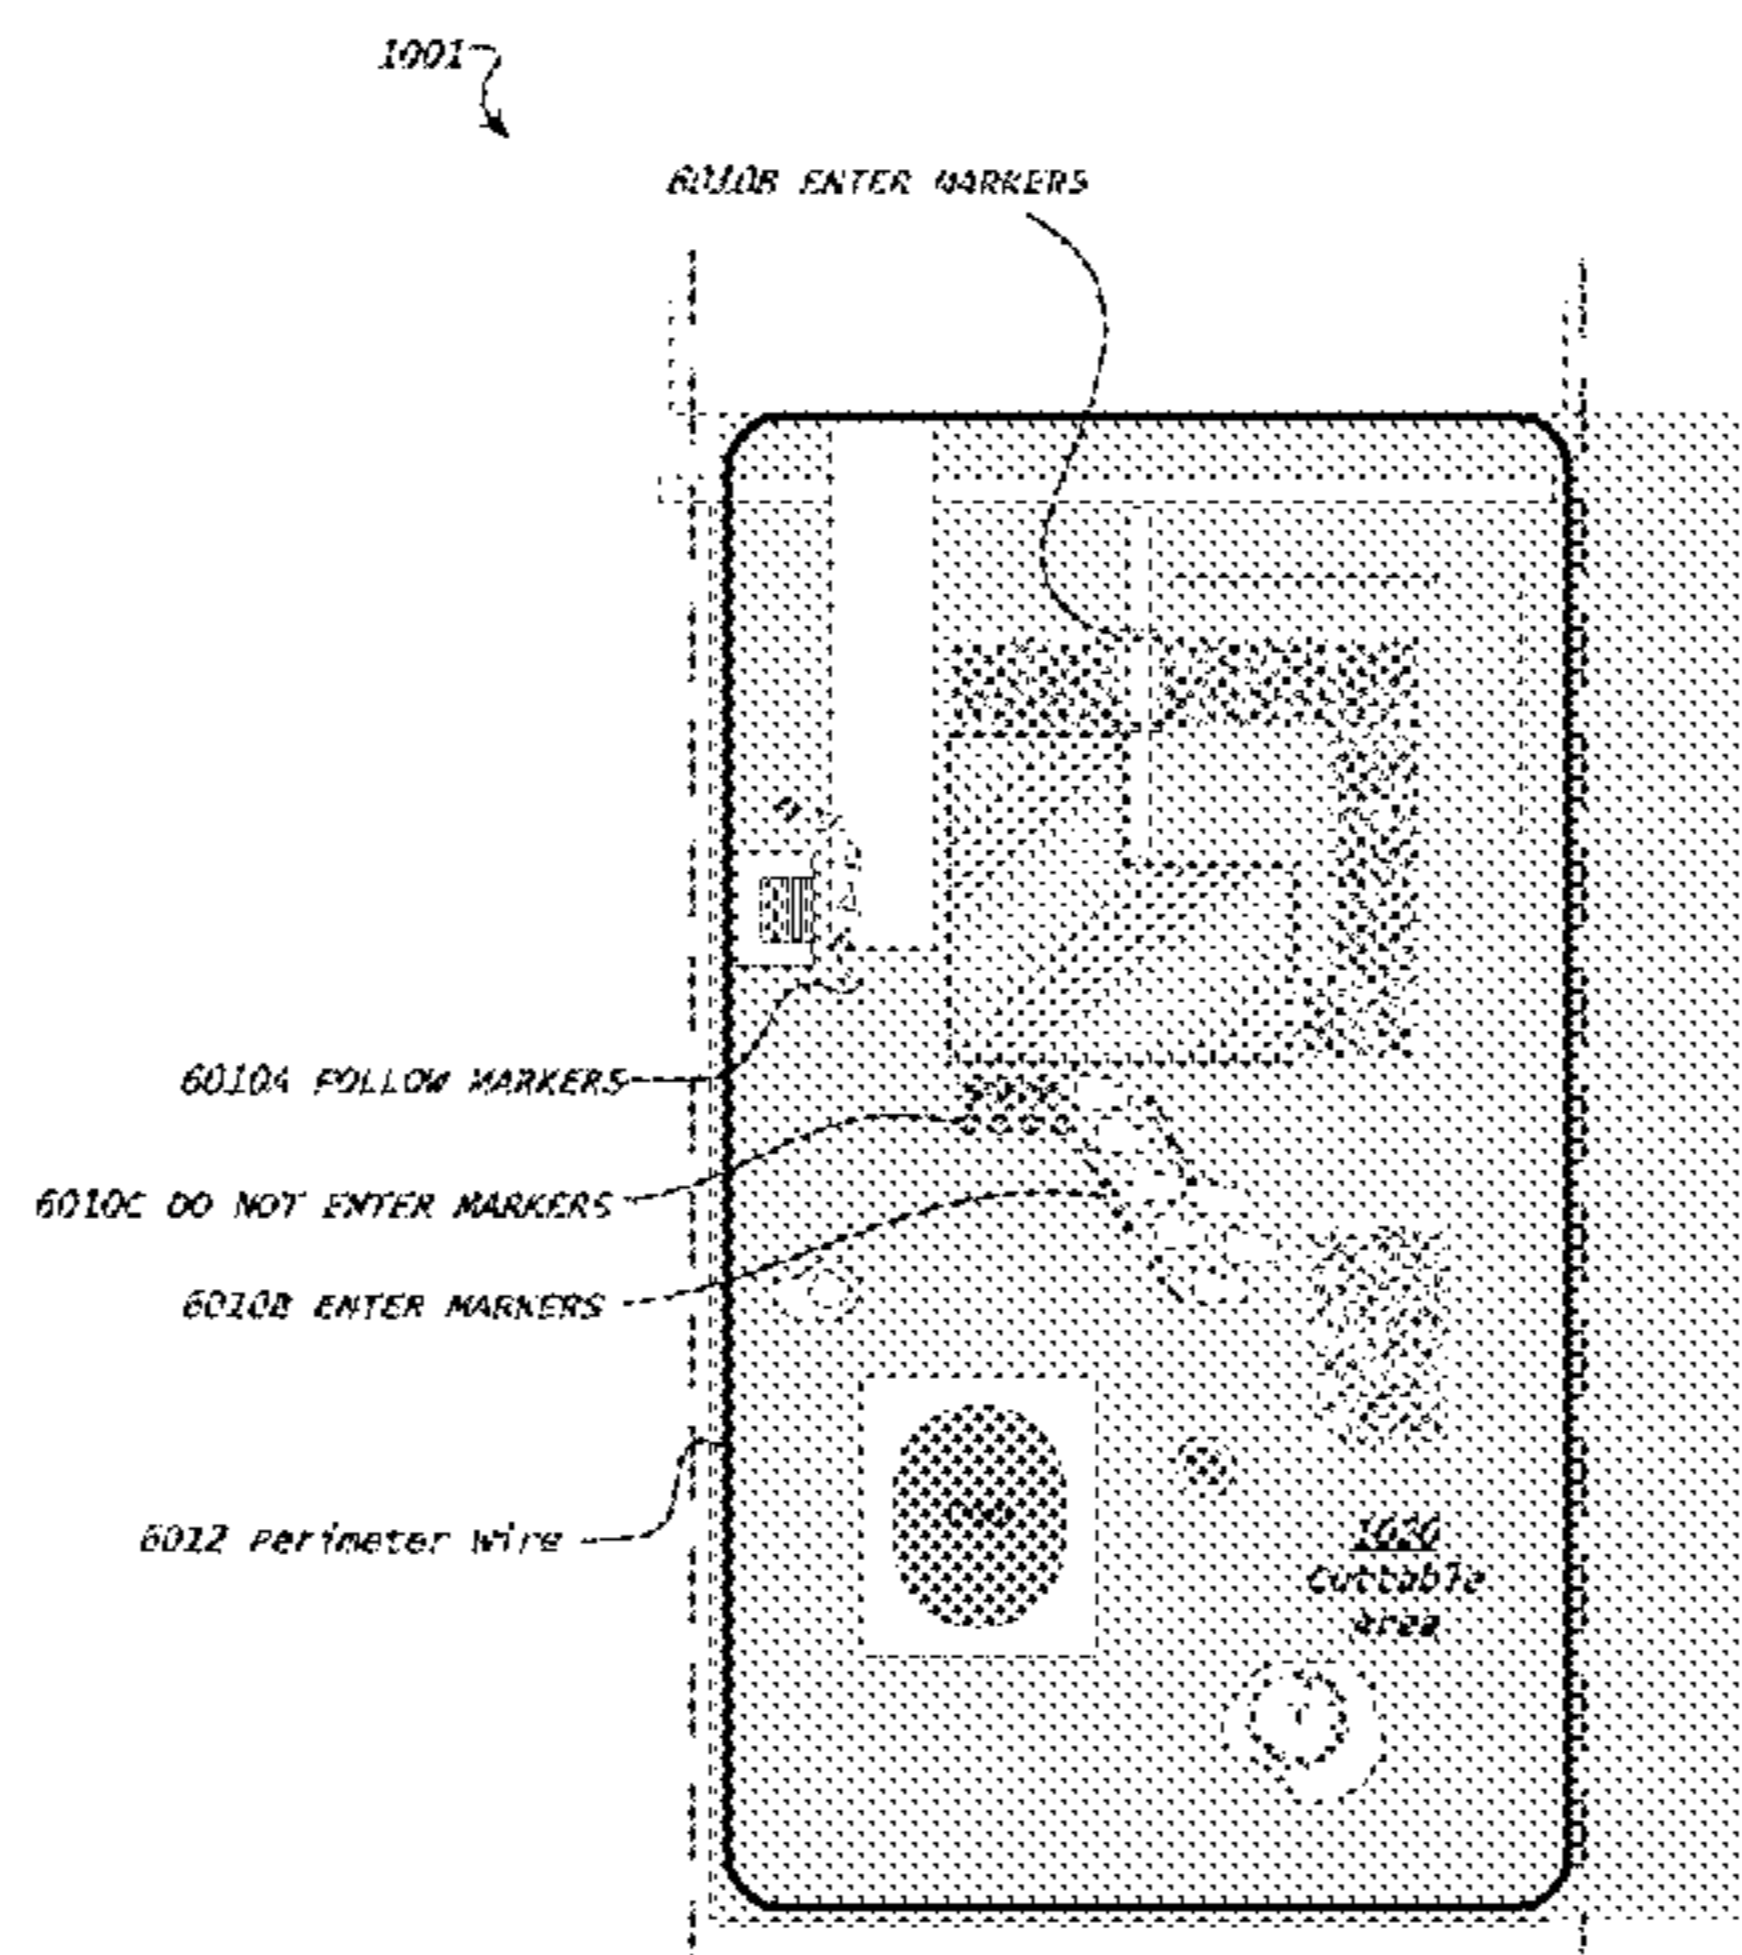 1001
6010B ENTER MARKERS
6010A FOLLOW MARKERS
6010C DO NOT ENTER MARKERS
6010B ENTER MARKERS
6012 Perimeter Wire
Cuttable
Area